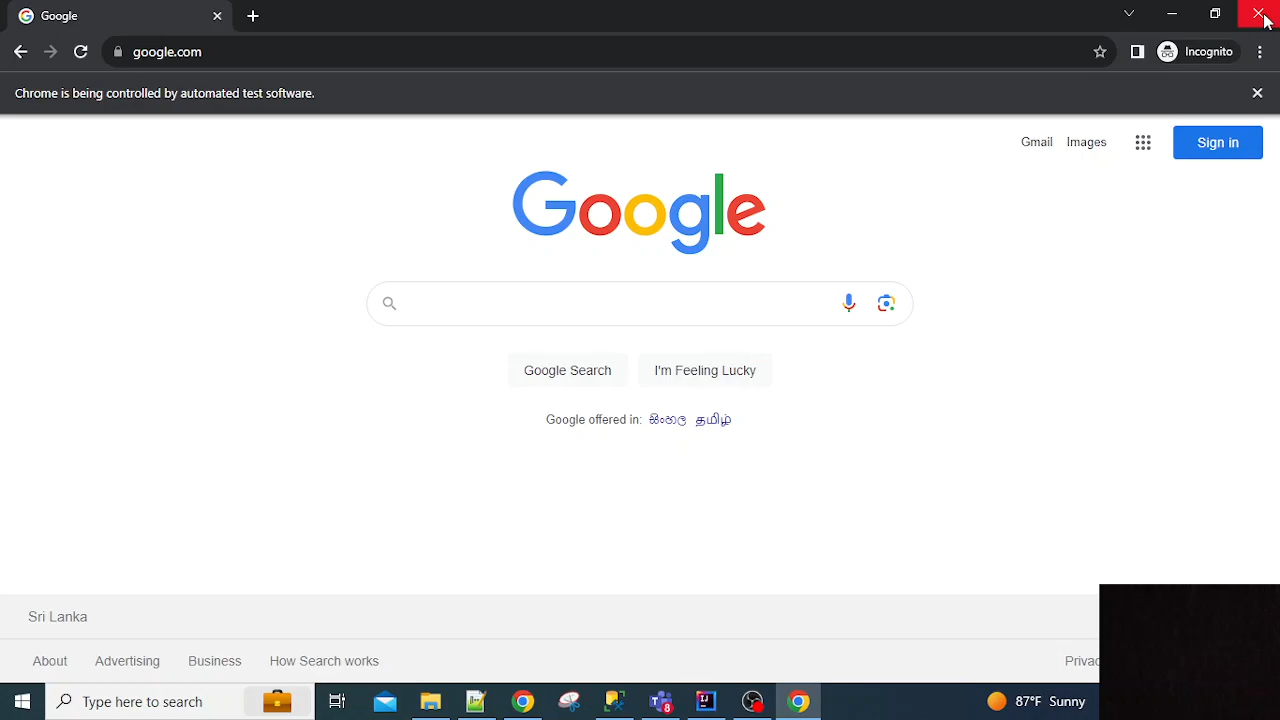 Google
google.com
Incognito
Chrome is being controlled by automated test software.
Gmail Images Sign in
Google
Google Search I'm Feeling Lucky
Google offered in: සිංහල தமிழ்
Sri Lanka
About Advertising Business How Search works Privac
Type here to search 8 87°F Sunny